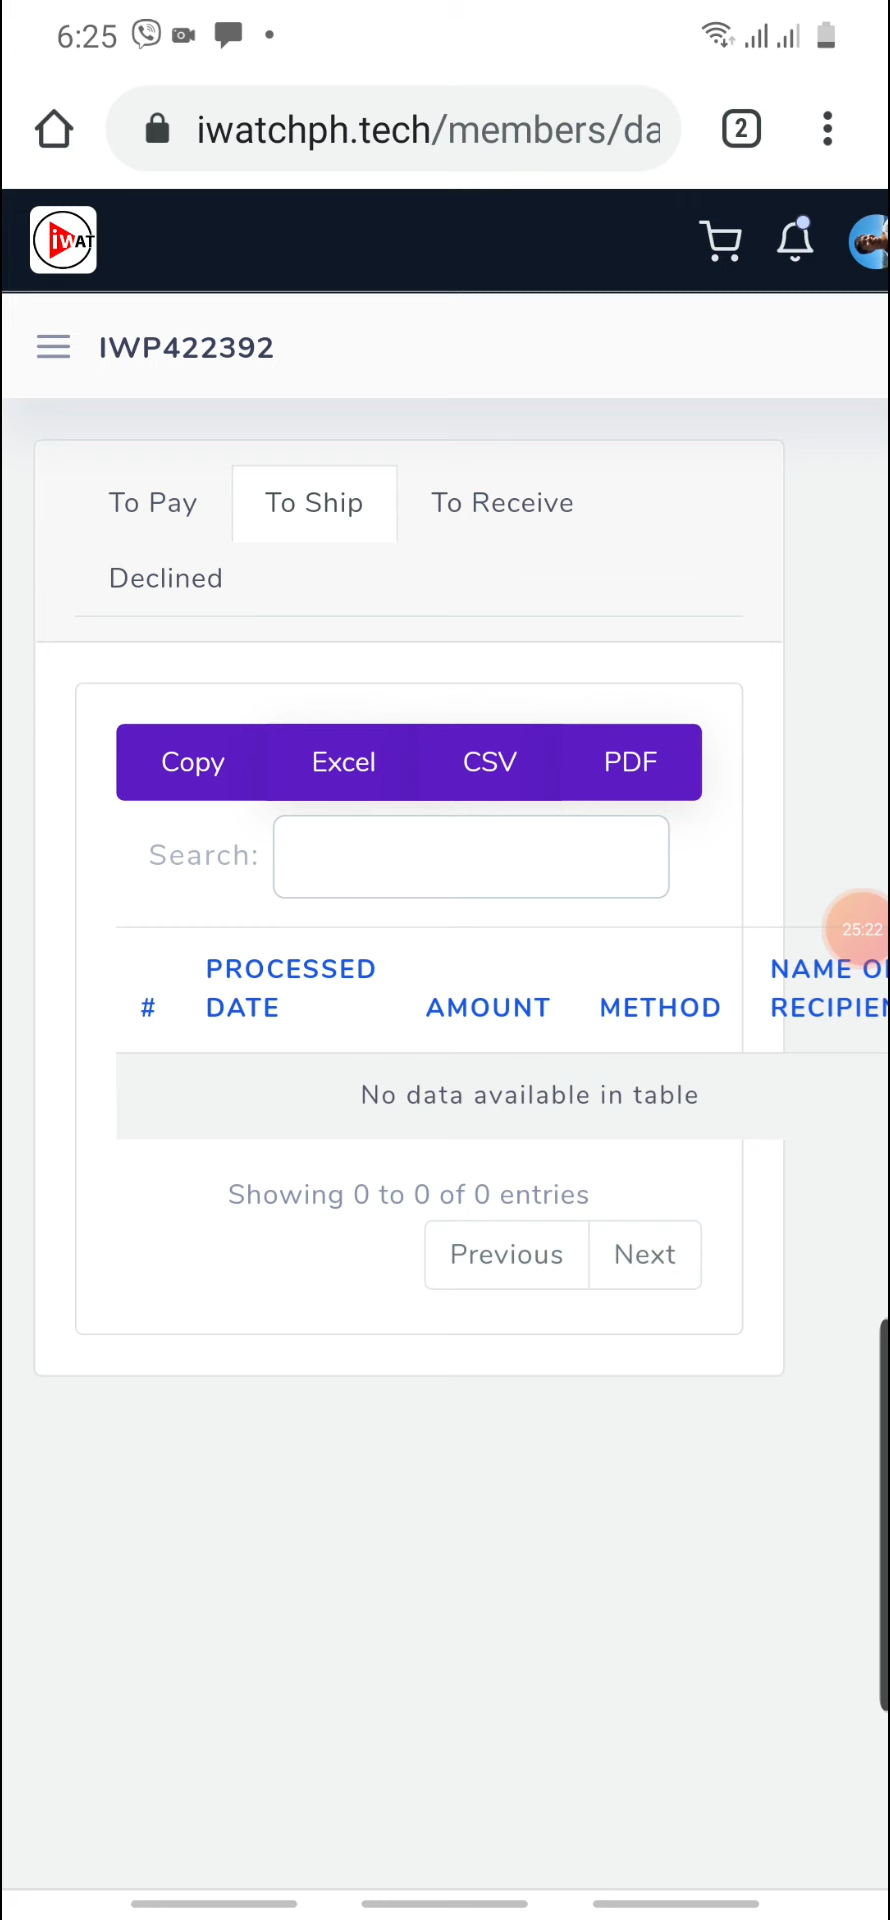 6:25
iwatchph.tech/members/da
2
iWAT
IWP422392
To Pay To Ship To Receive
Declined
Copy Excel CSV PDF
Search:
25:22
PROCESSED NAME
# DATE AMOUNT METHOD RECIPIEN
No data available in table
Showing 0 to 0 of 0 entries
Previous Next